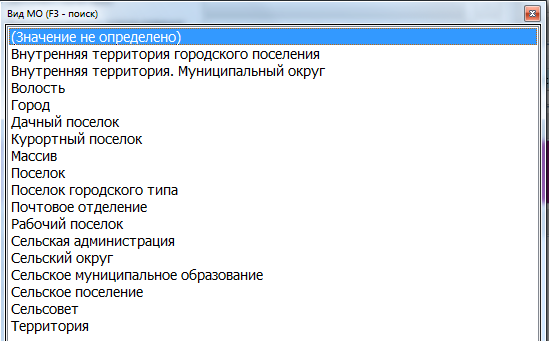 Вид МО (F3 - поиск)
(Значение не определено)
Внутренняя территория городского поселения
Внутренняя территория. Муниципальный округ
Волость
Город
Дачный поселок
Курортный поселок
Массив
Поселок
Поселок городского типа
Почтовое отделение
Рабочий поселок
Сельская администрация
Сельский округ
Сельское муниципальное образование
Сельское поселение
Сельсовет
Территория